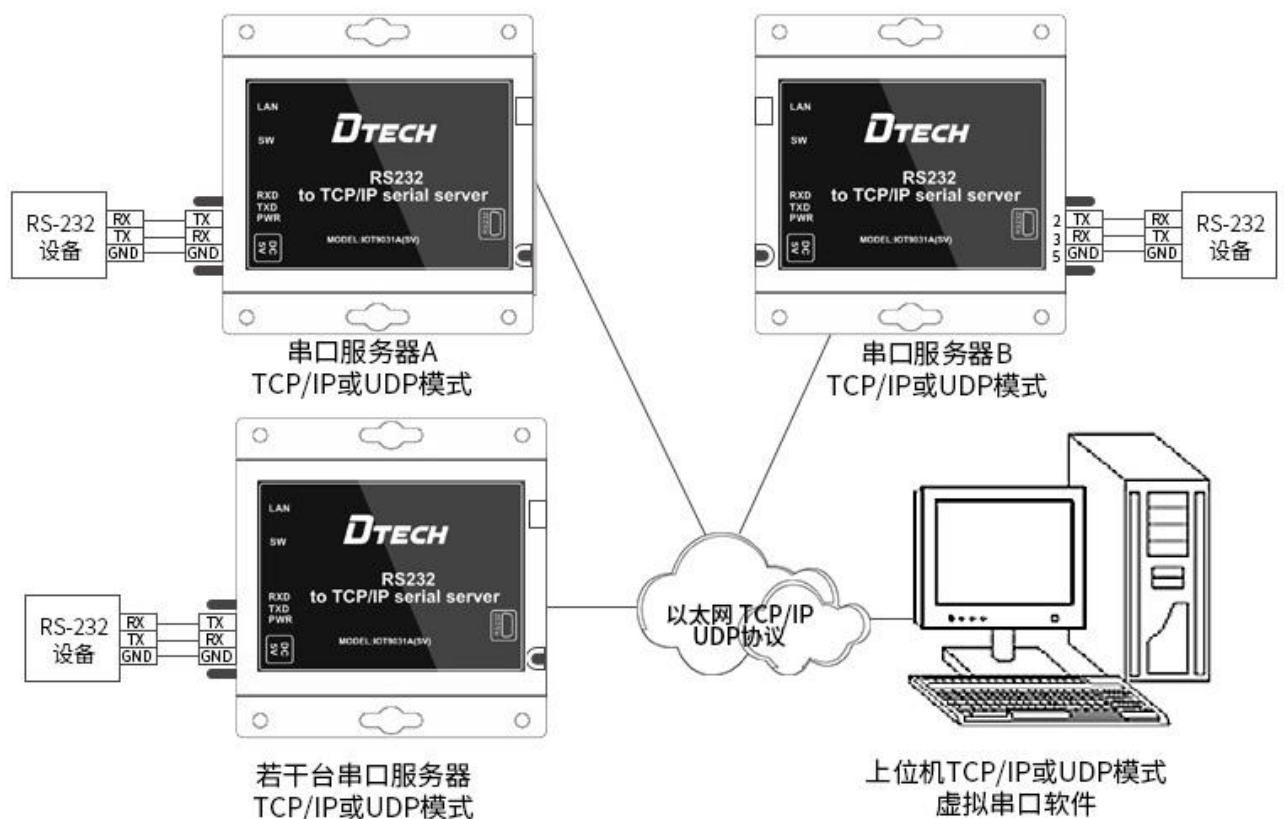 LAN
SW
DTECH
RS232
to TCP/IP serial server
RXD
TXD
PWR
DC
5V
MODEL:IOT9031A(SV)
RS-232
设备
RX TX
TX RX
GND GND
串口服务器A
TCP/IP或UDP模式
LAN
SW
DTECH
RS232
to TCP/IP serial server
RXD
TXD
PWR
DC
5V
MODEL:IOT9031A(SV)
2 TX RX
3 RX TX
5 GND GND
RS-232
设备
串口服务器B
TCP/IP或UDP模式
LAN
SW
DTECH
RS232
to TCP/IP serial server
RXD
TXD
PWR
DC
5V
MODEL:IOT9031A(SV)
RS-232
设备
RX TX
TX RX
GND GND
若干台串口服务器
TCP/IP或UDP模式
以太网 TCP/IP
UDP协议
上位机TCP/IP或UDP模式
虚拟串口软件